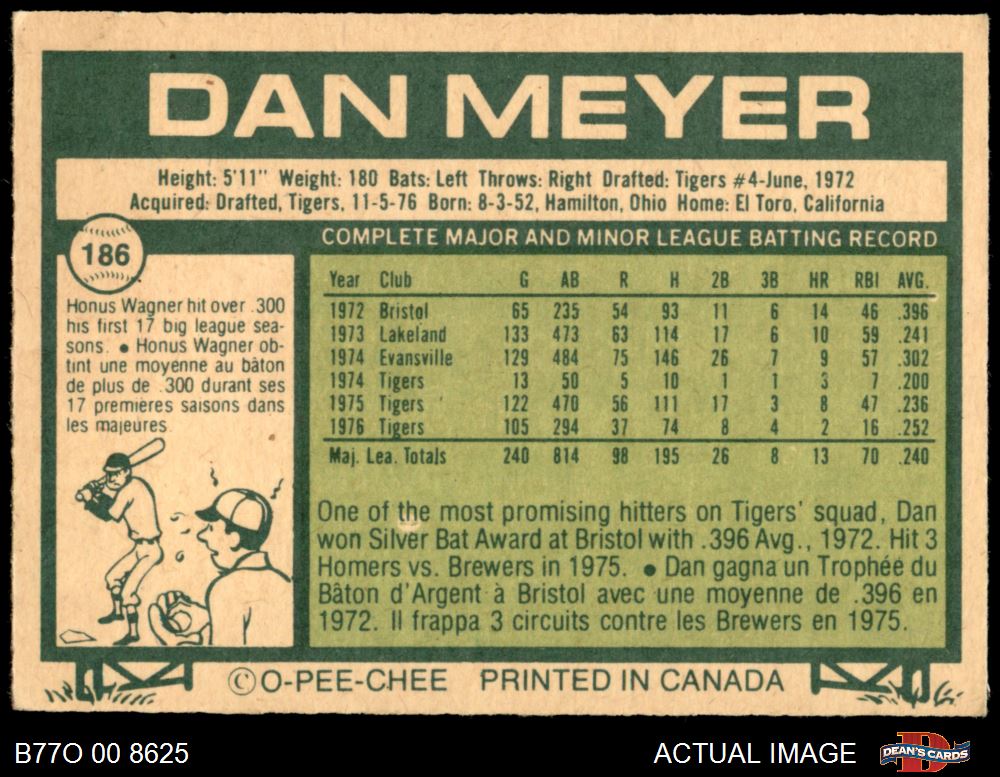 DAN MEYER
Height: 5'11" Weight: 180 Bats: Left Throws: Right Drafted: Tigers #4-June, 1972
Acquired: Drafted, Tigers, 11-5-76 Born: 8-3-52, Hamilton, Ohio Home: El Toro, California
186
Honus Wagner hit over .300
his first 17 big league sea-
sons. ● Honus Wagner ob-
tint une moyenne au bâton
de plus de .300 durant ses
17 premières saisons dans
les majeures.
COMPLETE MAJOR AND MINOR LEAGUE BATTING RECORD
Year Club G AB R H 2B 3B HR RBI AVG.
1972 Bristol 65 235 54 93 11 6 14 46 .396
1973 Lakeland 133 473 63 114 17 6 10 59 .241
1974 Evansville 129 484 75 146 26 7 9 57 .302
1974 Tigers 13 50 5 10 1 1 3 7 .200
1975 Tigers 122 470 56 111 17 3 8 47 .236
1976 Tigers 105 294 37 74 8 4 2 16 .252
Maj. Lea. Totals 240 814 98 195 26 8 13 70 .240
One of the most promising hitters on Tigers' squad, Dan
won Silver Bat Award at Bristol with .396 Avg., 1972. Hit 3
Homers vs. Brewers in 1975. ● Dan gagna un Trophée du
Bâton d'Argent à Bristol avec une moyenne de .396 en
1972. Il frappa 3 circuits contre les Brewers en 1975.
© O-PEE-CHEE PRINTED IN CANADA
B77O 00 8625
ACTUAL IMAGE
DEAN'S CARDS